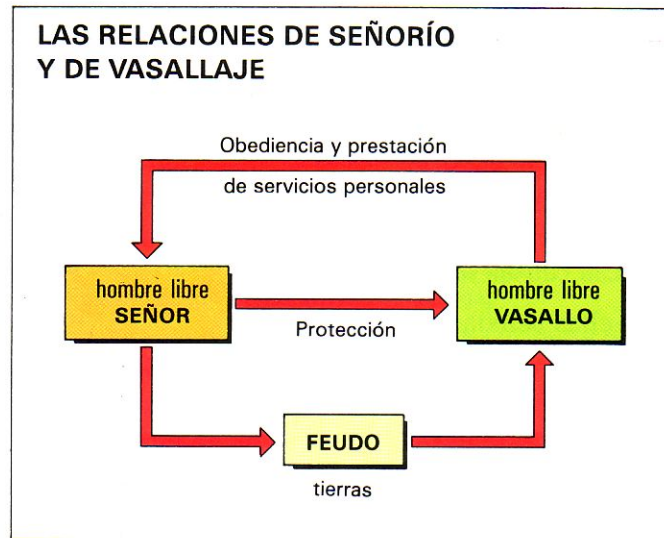 LAS RELACIONES DE SEÑORÍO
Y DE VASALLAJE
Obediencia y prestación
de servicios personales
hombre libre
SEÑOR
Protección
hombre libre
VASALLO
FEUDO
tierras